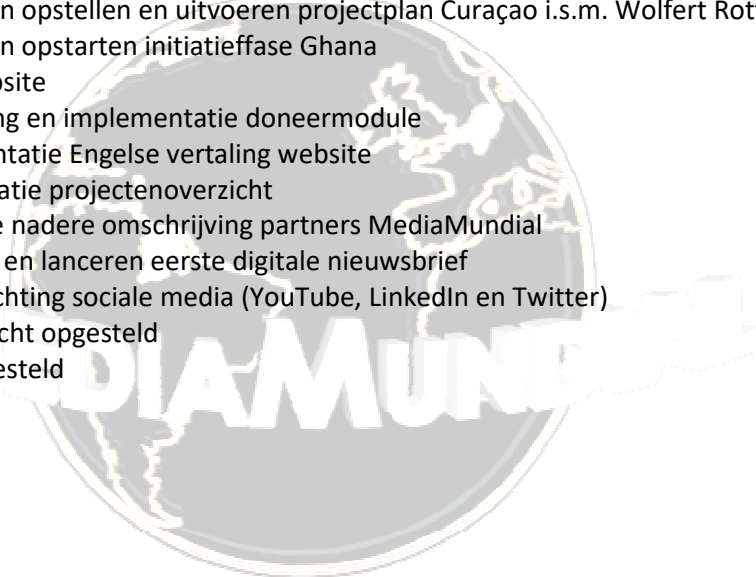 n opstellen en uitvoeren projectplan Curaçao i.s.m. Wolfert Rot
n opstarten initiatieffase Ghana
site
ng en implementatie doneermodule
ntatie Engelse vertaling website
atie projectenoverzicht
e nadere omschrijving partners MediaMundial
en lanceren eerste digitale nieuwsbrief
chting sociale media (YouTube, LinkedIn en Twitter)
cht opgesteld
esteld
DIAMUNDIAL